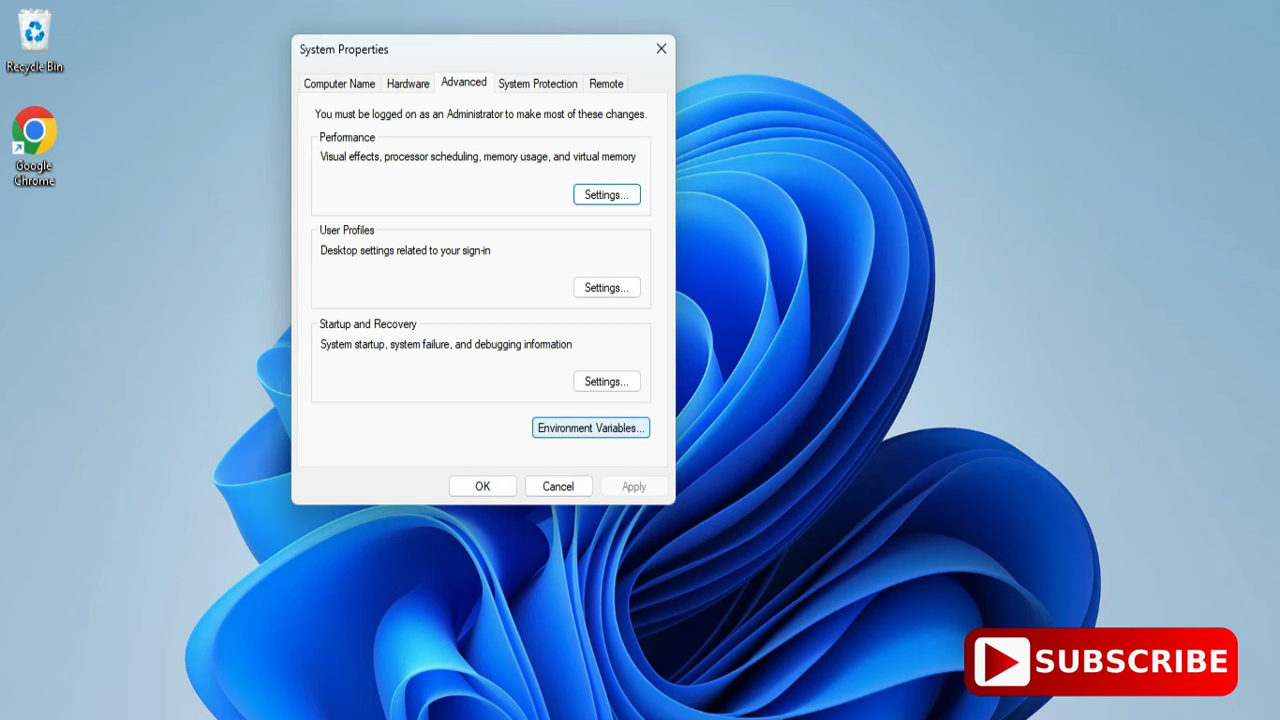 Recycle Bin
Google
Chrome
System Properties
Computer Name
Hardware
Advanced
System Protection
Remote
You must be logged on as an Administrator to make most of these changes.
Performance
Visual effects, processor scheduling, memory usage, and virtual memory
Settings...
User Profiles
Desktop settings related to your sign-in
Settings...
Startup and Recovery
System startup, system failure, and debugging information
Settings...
Environment Variables...
OK
Cancel
Apply
SUBSCRIBE